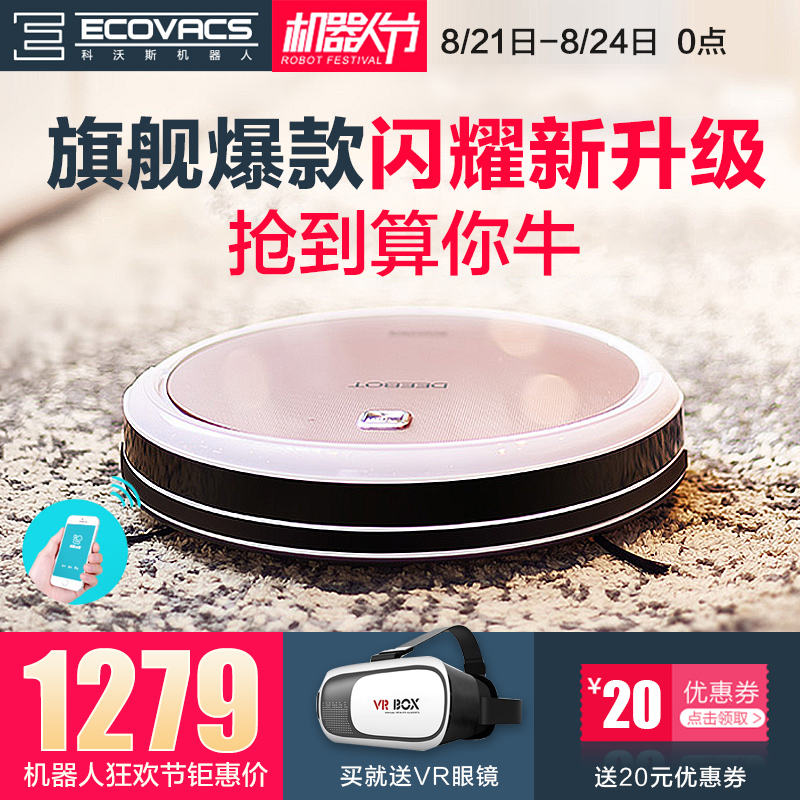 ECOVACS
科沃斯机器人
机器人节
ROBOT FESTIVAL
8/21日-8/24日 0点
旗舰爆款闪耀新升级
抢到算你牛
DEEBOT
1279
机器人狂欢节钜惠价
VR BOX
买就送VR眼镜
¥20 优惠券
点击领取 >
送20元优惠券